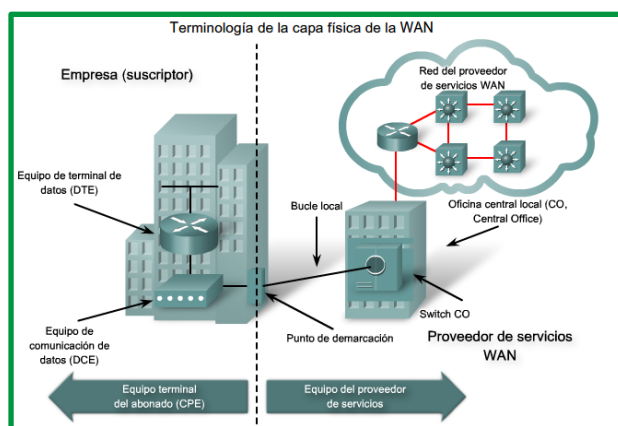 Terminología de la capa física de la WAN
Empresa (suscriptor)
Red del proveedor
de servicios WAN
Equipo de terminal de
datos (DTE)
Bucle local
Oficina central local (CO,
Central Office)
Switch CO
Equipo de
comunicación de
datos (DCE)
Punto de demarcación
Proveedor de servicios
WAN
Equipo terminal
del abonado (CPE)
Equipo del proveedor
de servicios